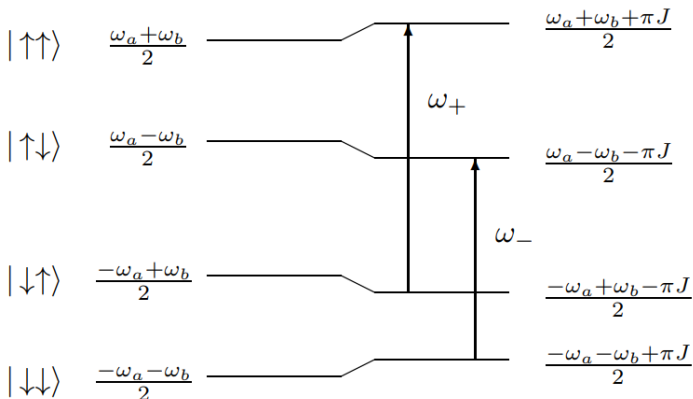 |↑↑⟩ (ω_a+ω_b)/2 (ω_a+ω_b+πJ)/2
ω_+
|↑↓⟩ (ω_a−ω_b)/2 (ω_a−ω_b−πJ)/2
ω_−
|↓↑⟩ (−ω_a+ω_b)/2 (−ω_a+ω_b−πJ)/2
|↓↓⟩ (−ω_a−ω_b)/2 (−ω_a−ω_b+πJ)/2